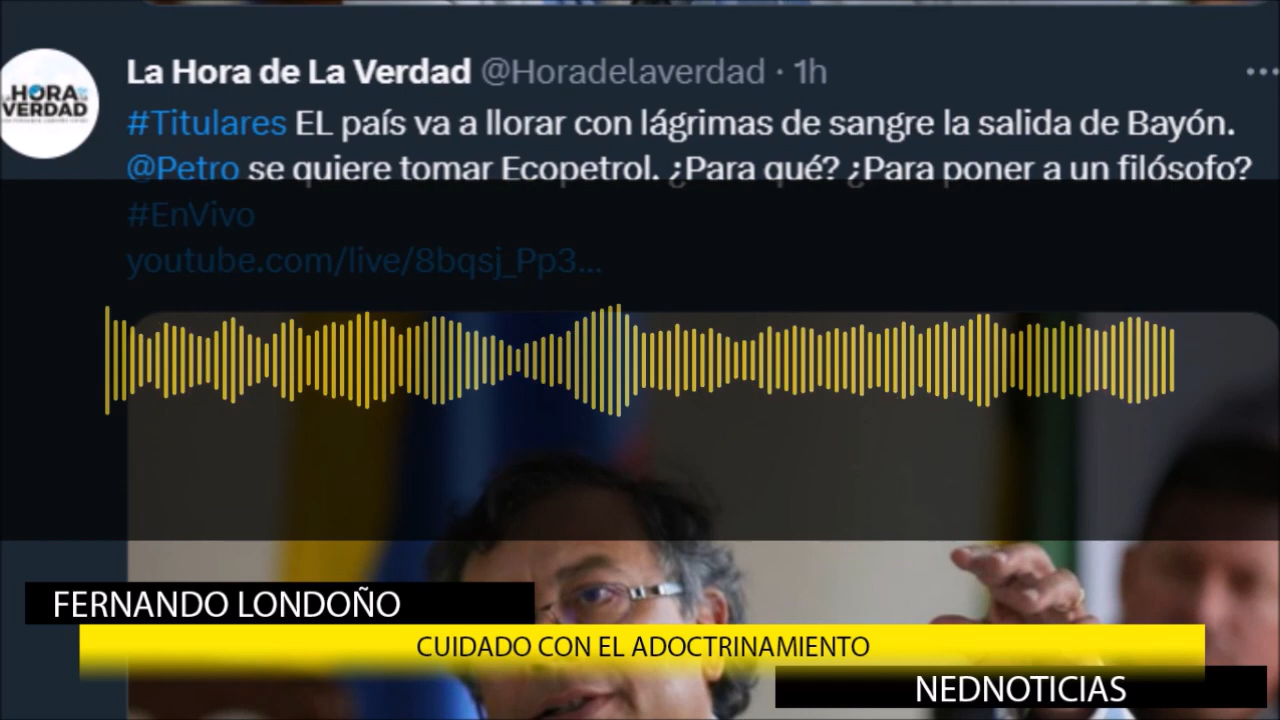 La Hora de La Verdad @Horadelaverdad · 1h
HORA
VERDAD
#Titulares EL país va a llorar con lágrimas de sangre la salida de Bayón.
@Petro se quiere tomar Ecopetrol. ¿Para qué? ¿Para poner a un filósofo?
#EnVivo
youtube.com/live/8bqsj_Pp3...
FERNANDO LONDOÑO
CUIDADO CON EL ADOCTRINAMIENTO
NEDNOTICIAS